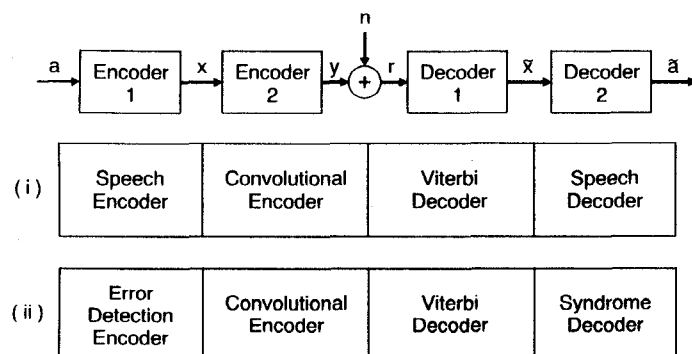 n
a Encoder 1 x Encoder 2 y + r Decoder 1 x̃ Decoder 2 ã
(i) Speech Encoder Convolutional Encoder Viterbi Decoder Speech Decoder
(ii) Error Detection Encoder Convolutional Encoder Viterbi Decoder Syndrome Decoder